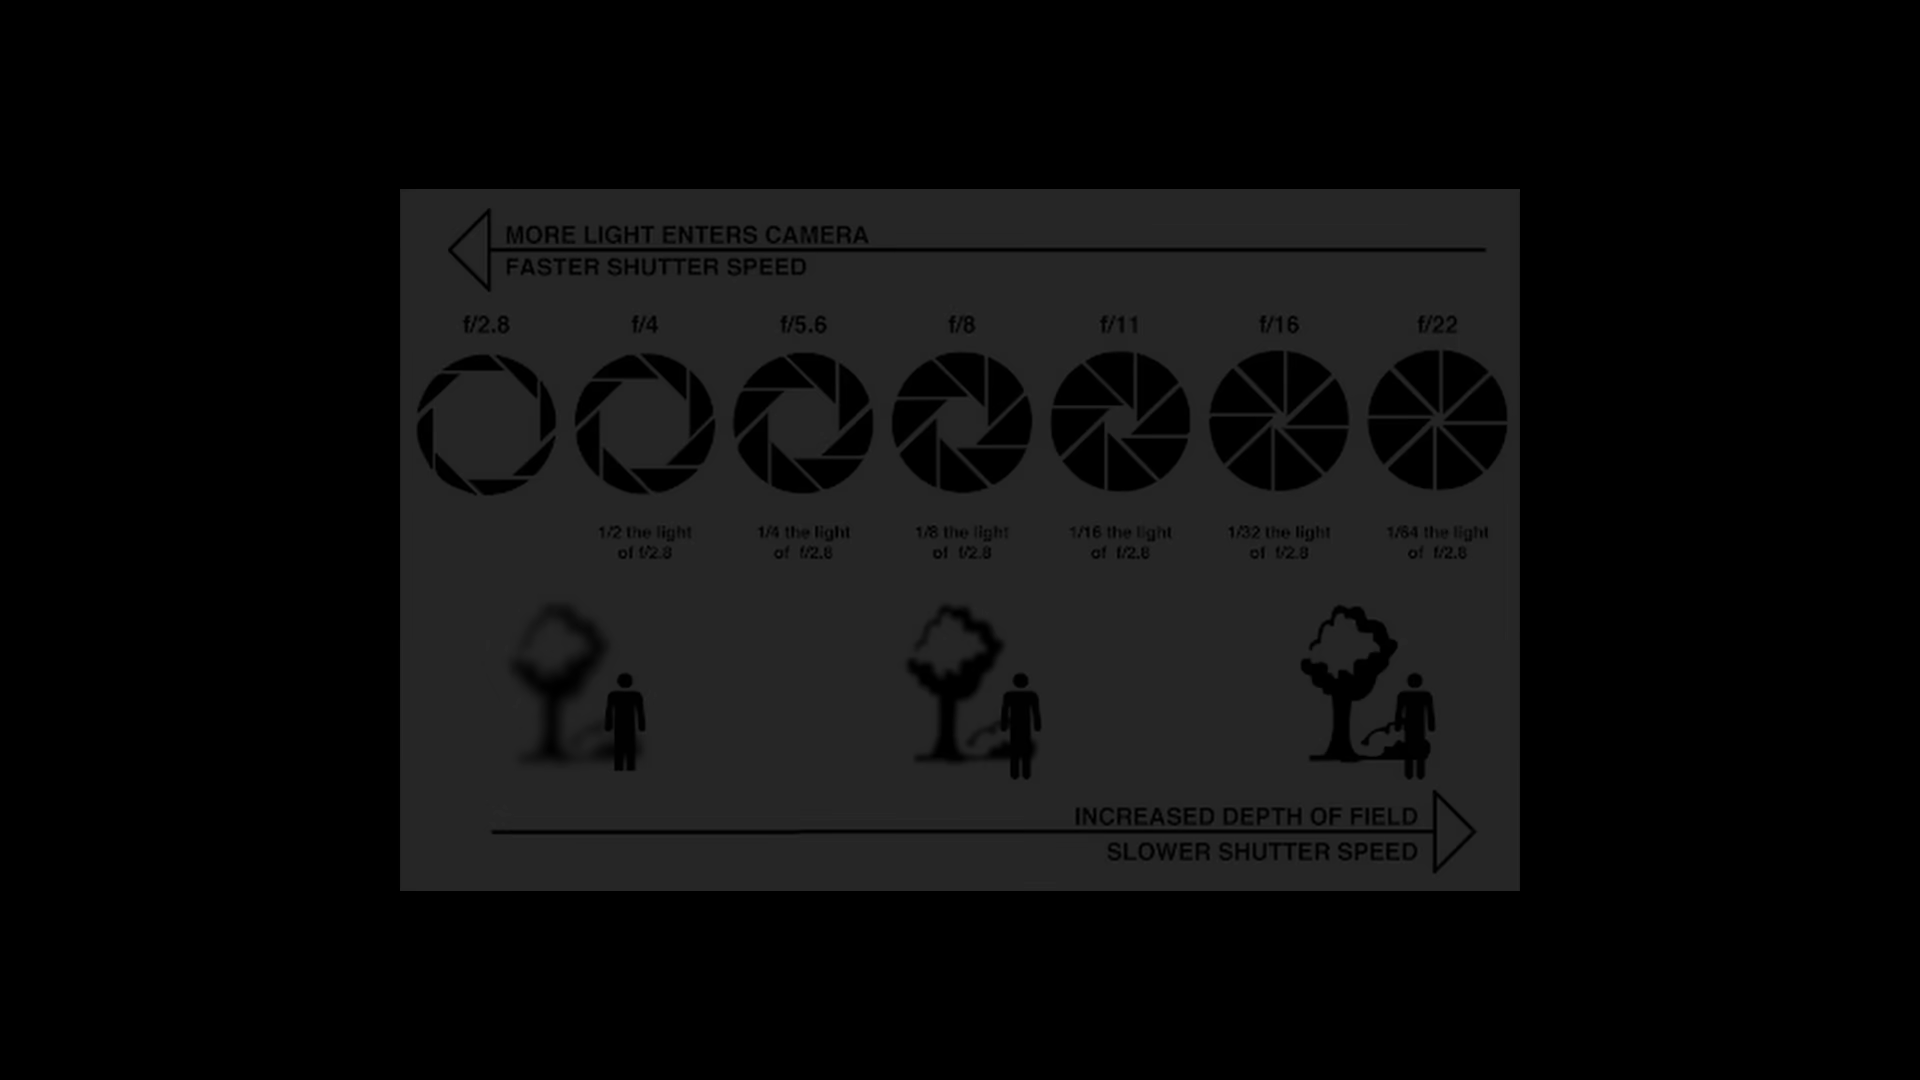 MORE LIGHT ENTERS CAMERA
FASTER SHUTTER SPEED
f/2.8 f/4 f/5.6 f/8 f/11 f/16 f/22
1/2 the light 1/4 the light 1/8 the light 1/16 the light 1/32 the light 1/64 the light
of f/2.8 of f/2.8 of f/2.8 of f/2.8 of f/2.8 of f/2.8
INCREASED DEPTH OF FIELD
SLOWER SHUTTER SPEED